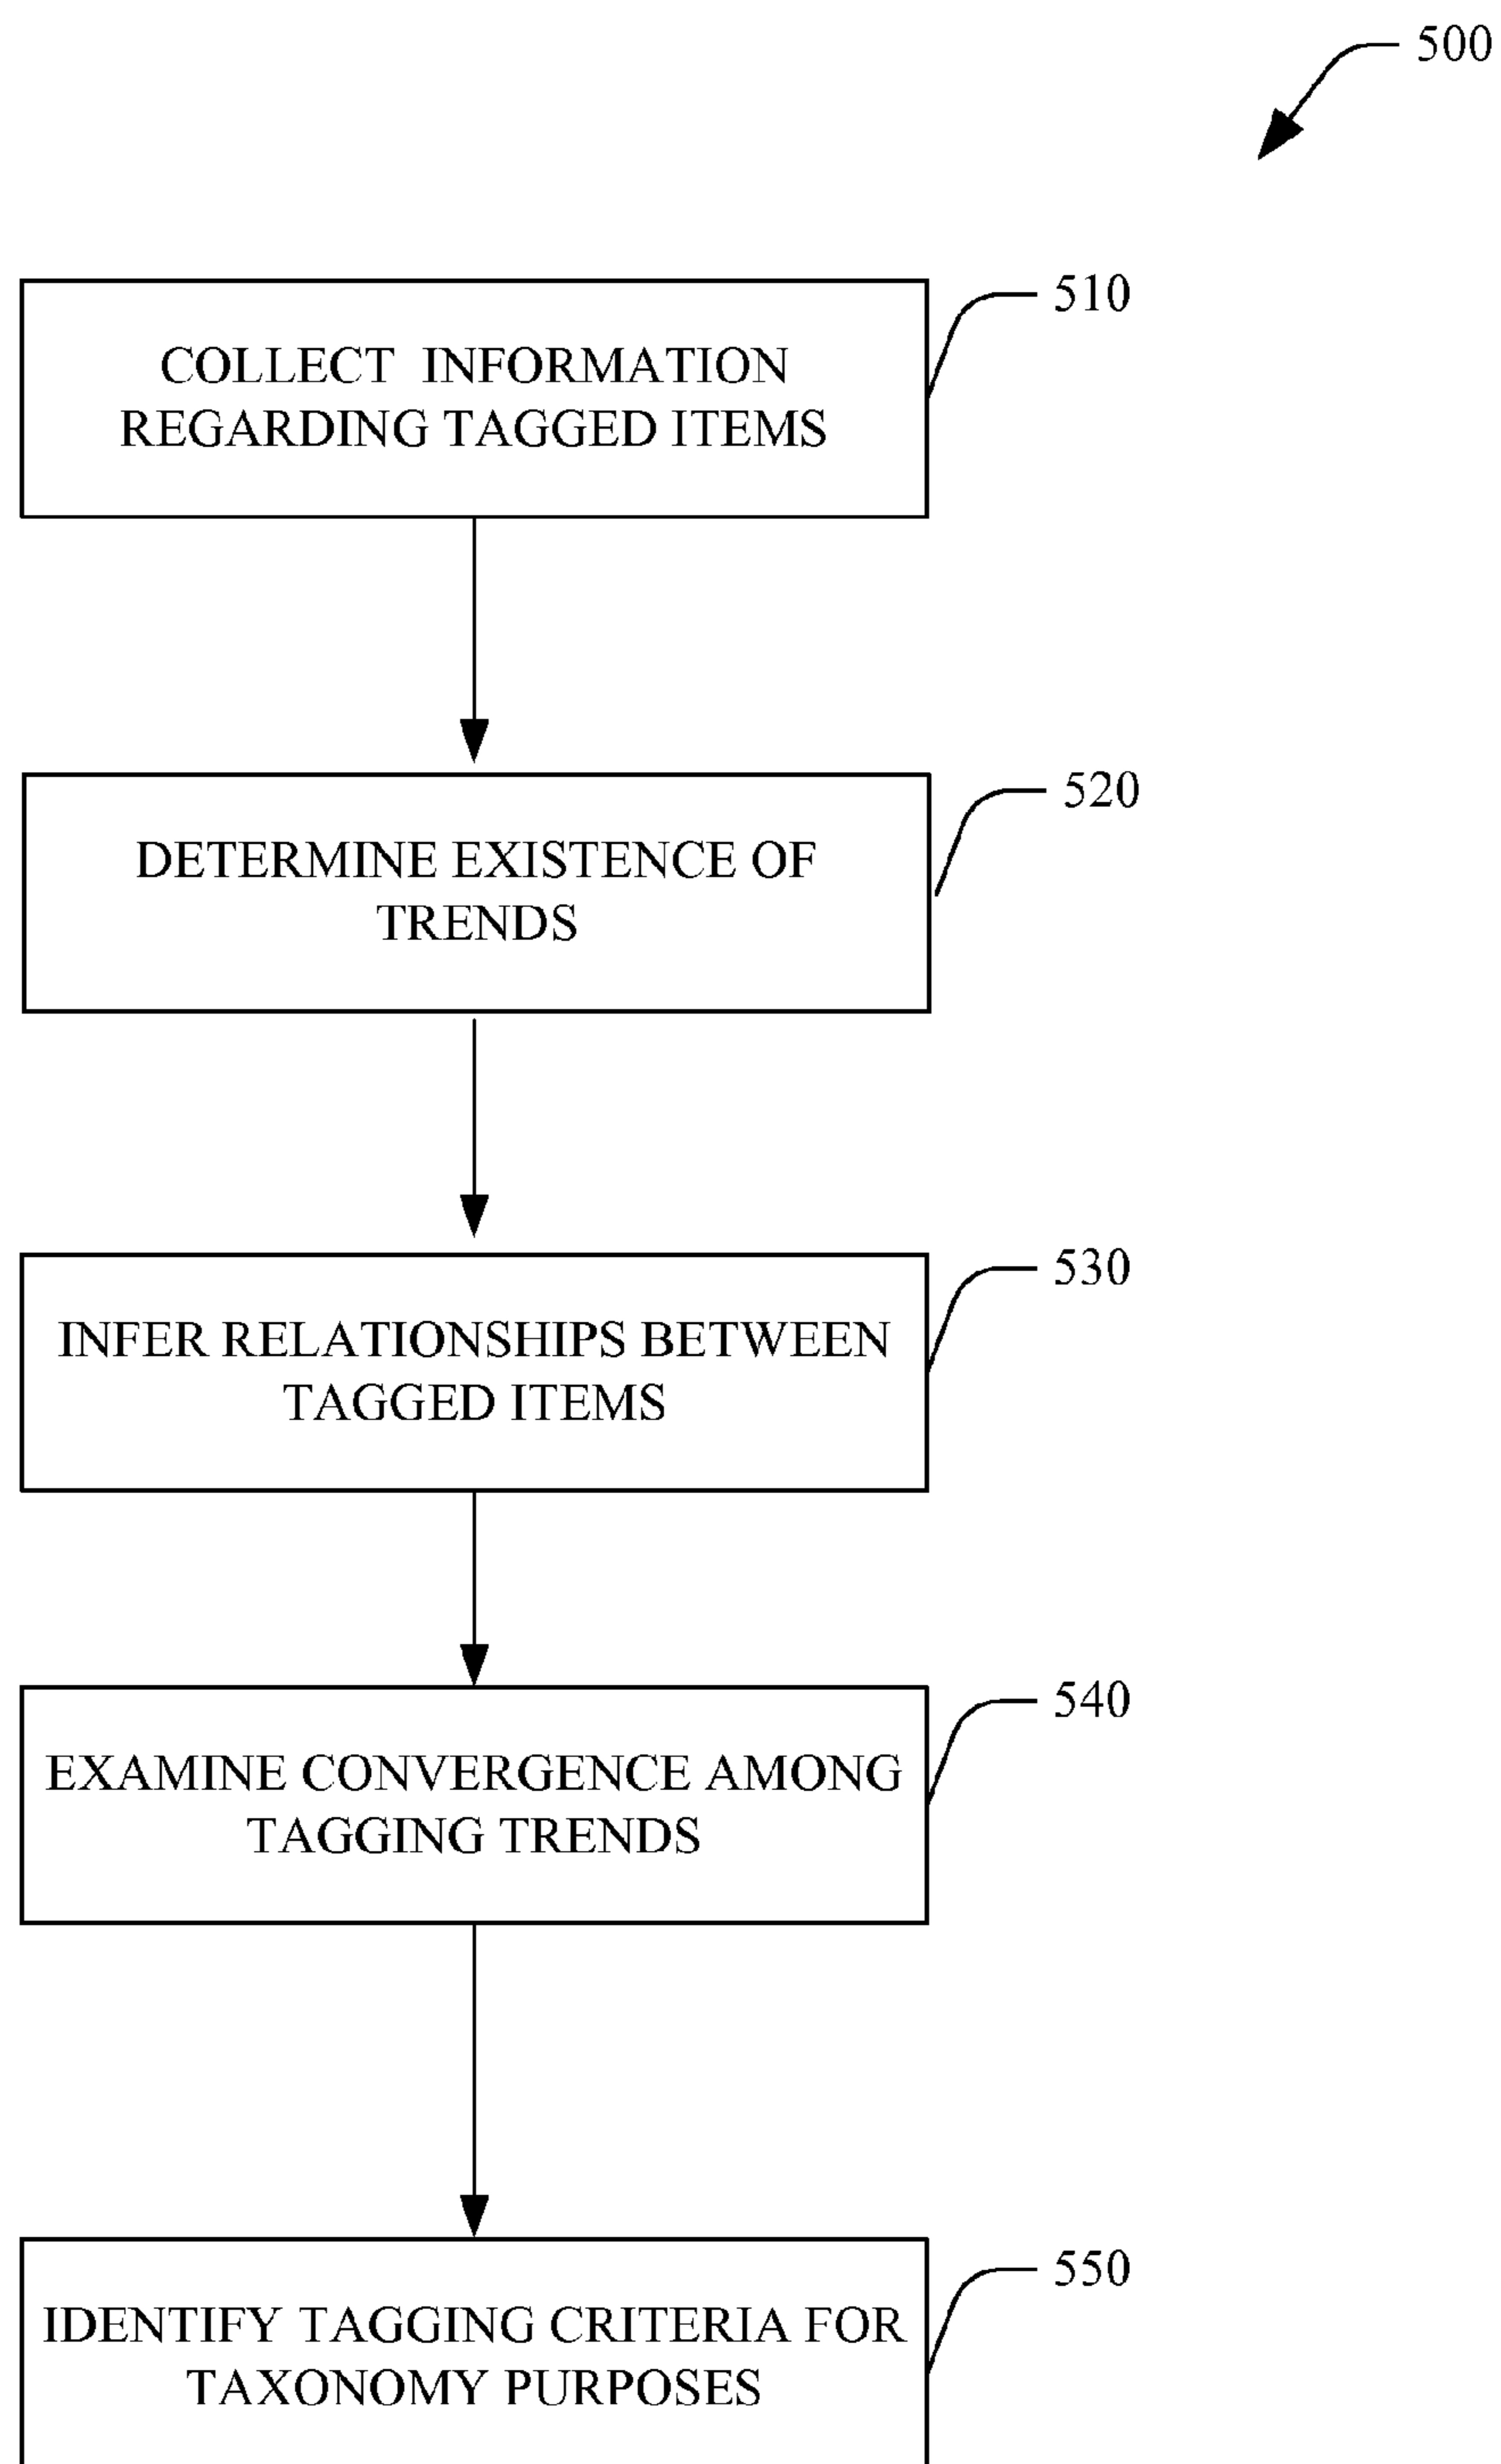 500
510
COLLECT INFORMATION
REGARDING TAGGED ITEMS
520
DETERMINE EXISTENCE OF
TRENDS
530
INFER RELATIONSHIPS BETWEEN
TAGGED ITEMS
540
EXAMINE CONVERGENCE AMONG
TAGGING TRENDS
550
IDENTIFY TAGGING CRITERIA FOR
TAXONOMY PURPOSES